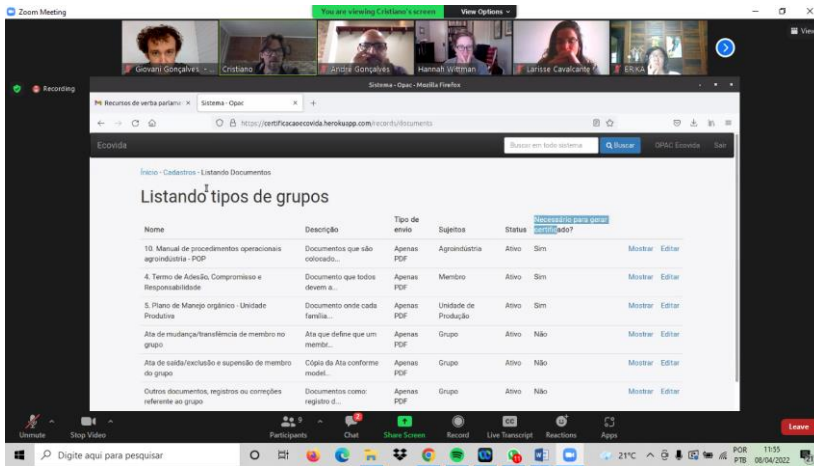 Zoom Meeting
You are viewing Cristiano's screen
View Options
View
Giovani Gonçalves
Cristiano
André Gonçalves
Hannah Wittman
Larisse Cavalcante
ERIKA
Recording
Sistema - Opac - Mozilla Firefox
Recursos de verba parlame
Sistema - Opac
https://certificacaoecovida.herokuapp.com/records/documents
Ecovida
Buscar em todo sistema
Buscar
OPAC Ecovida
Sair
Início - Cadastros - Listando Documentos
Listando tipos de grupos
Nome
Descrição
Tipo de envio
Sujeitos
Status
Necessário para gerar certificado?
10. Manual de procedimentos operacionais agroindústria - POP
Documentos que são colocado...
Apenas PDF
Agroindústria
Ativo
Sim
Mostrar
Editar
4. Termo de Adesão, Compromisso e Responsabilidade
Documento que todos devem a...
Apenas PDF
Membro
Ativo
Sim
Mostrar
Editar
5. Plano de Manejo orgânico - Unidade Produtiva
Documento onde cada família...
Apenas PDF
Unidade de Produção
Ativo
Sim
Mostrar
Editar
Ata de mudança/transfêrncia de membro no grupo
Ata que define que um membr...
Apenas PDF
Grupo
Ativo
Não
Mostrar
Editar
Ata de saída/exclusão e supensão de membro do grupo
Cópia da Ata conforme model...
Apenas PDF
Grupo
Ativo
Não
Mostrar
Editar
Outros documentos, registros ou correções referente ao grupo
Documentos como: registro d...
Apenas PDF
Grupo
Ativo
Não
Mostrar
Editar
Unmute
Stop Video
Participants
9
Chat
2
Share Screen
Record
Live Transcript
Reactions
Apps
Leave
Digite aqui para pesquisar
21°C
POR
PTB
11:55
08/04/2022